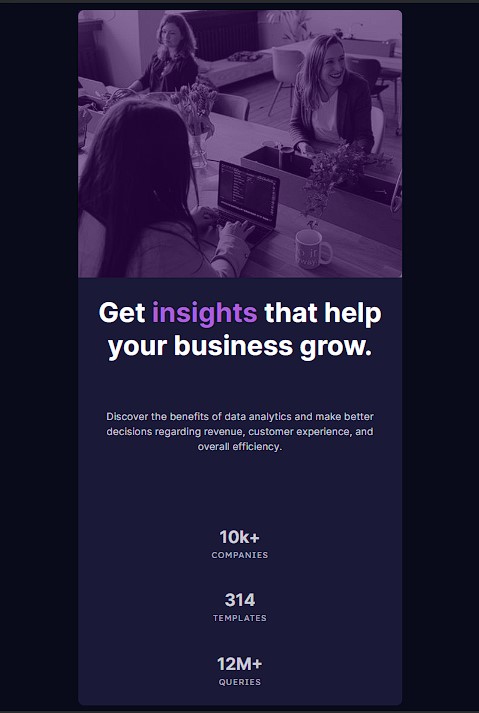 Get insights that help
your business grow.
Discover the benefits of data analytics and make better
decisions regarding revenue, customer experience, and
overall efficiency.
10k+
COMPANIES
314
TEMPLATES
12M+
QUERIES